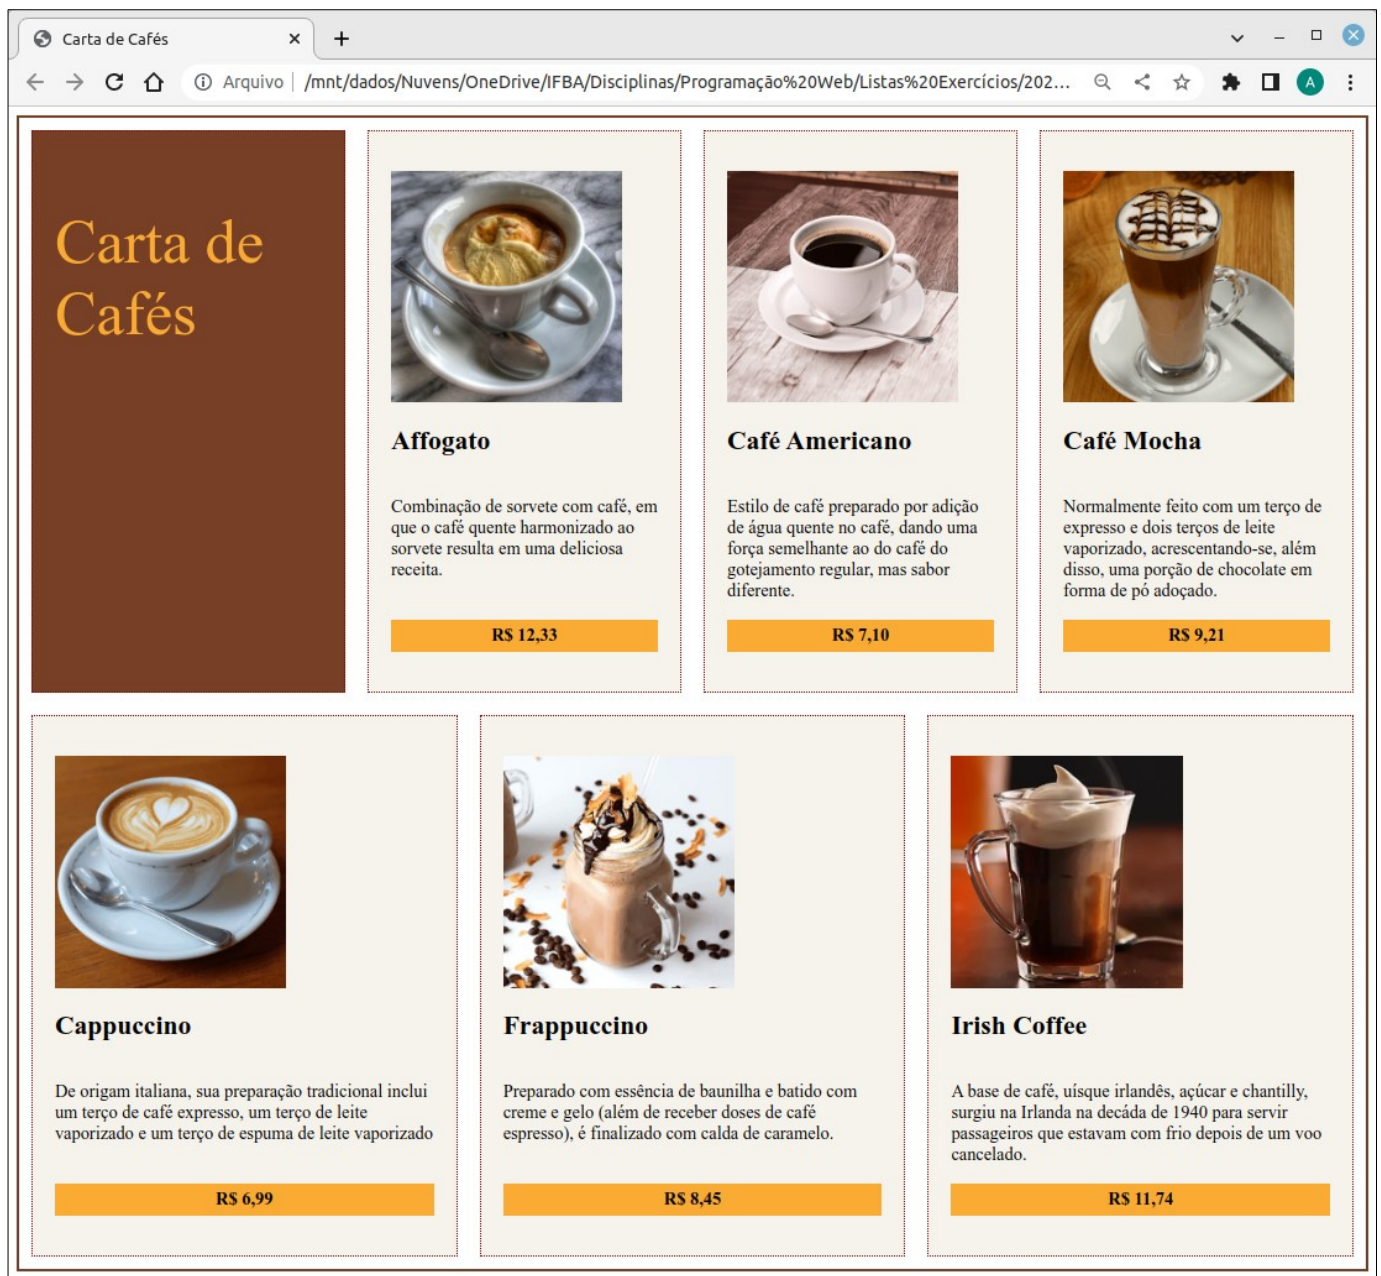 Carta de Cafés
Arquivo /mnt/dados/Nuvens/OneDrive/IFBA/Disciplinas/Programação%20Web/Listas%20Exercícios/202...
A
Carta de
Cafés
Affogato
Combinação de sorvete com café, em
que o café quente harmonizado ao
sorvete resulta em uma deliciosa
receita.
R$ 12,33
Café Americano
Estilo de café preparado por adição
de água quente no café, dando uma
força semelhante ao do café do
gotejamento regular, mas sabor
diferente.
R$ 7,10
Café Mocha
Normalmente feito com um terço de
expresso e dois terços de leite
vaporizado, acrescentando-se, além
disso, uma porção de chocolate em
forma de pó adoçado.
R$ 9,21
Cappuccino
De origam italiana, sua preparação tradicional inclui
um terço de café expresso, um terço de leite
vaporizado e um terço de espuma de leite vaporizado
R$ 6,99
Frappuccino
Preparado com essência de baunilha e batido com
creme e gelo (além de receber doses de café
espresso), é finalizado com calda de caramelo.
R$ 8,45
Irish Coffee
A base de café, uísque irlandês, açúcar e chantilly,
surgiu na Irlanda na decáda de 1940 para servir
passageiros que estavam com frio depois de um voo
cancelado.
R$ 11,74